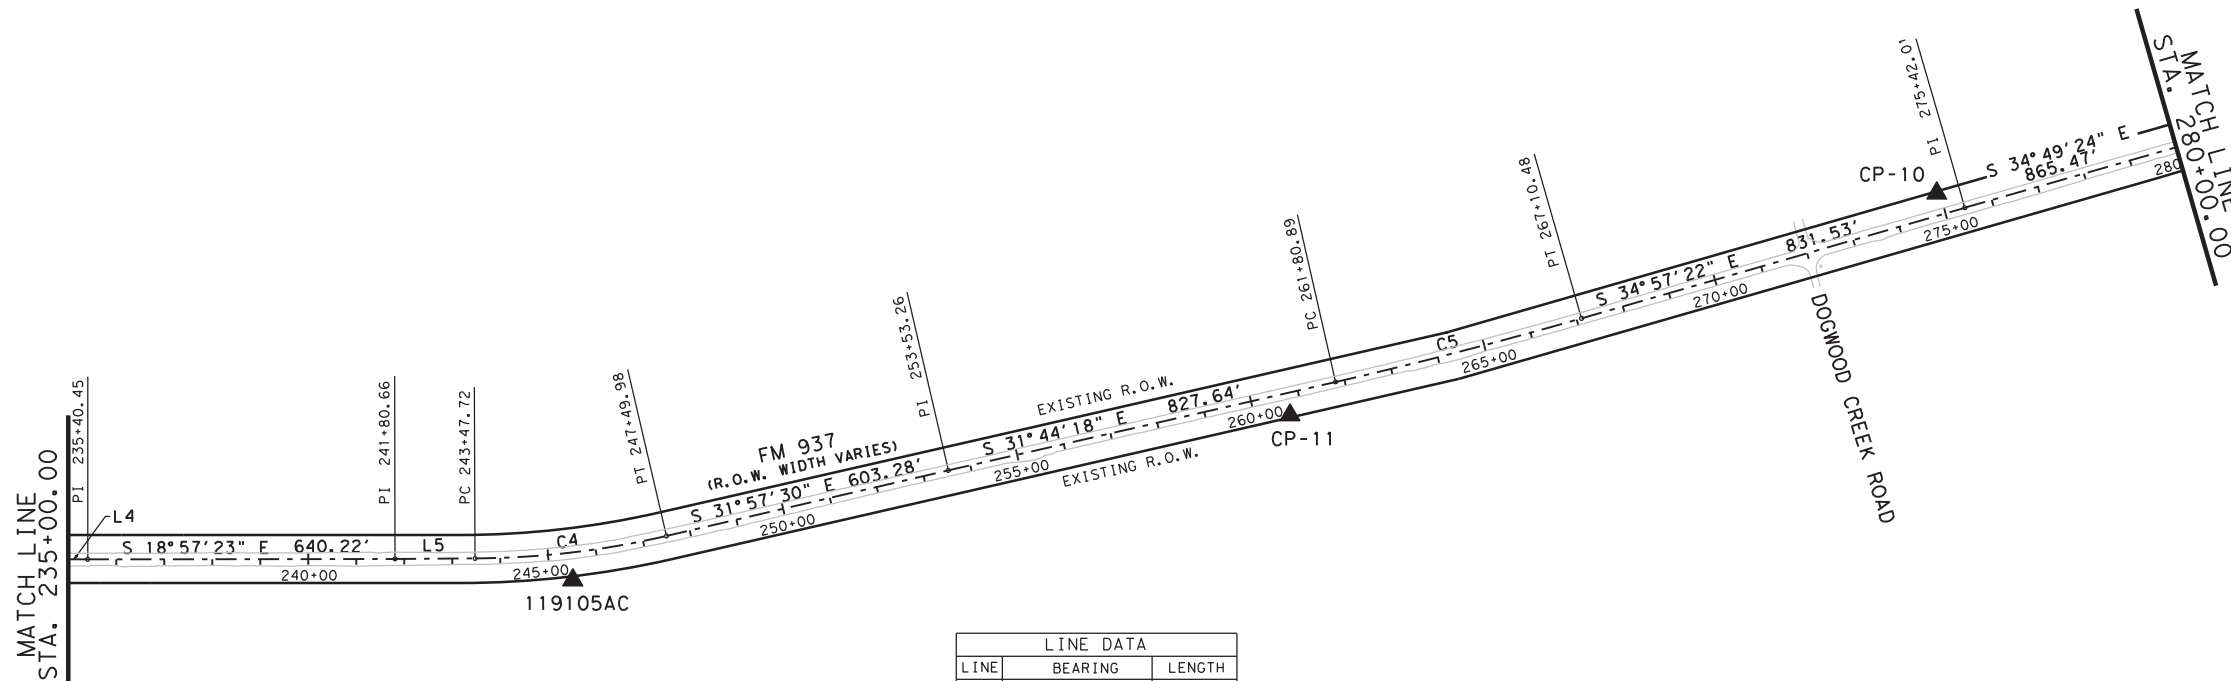 MATCH LINE
STA. 235+00.00
PI 235+40.45
L4
S 18°57'23" E 640.22'
240+00
PI 241+80.66
L5
PC 243+47.72
C4
245+00
119105AC
PT 247+49.98
FM 937
(R.O.W. WIDTH VARIES)
S 31°57'30" E 603.28'
250+00
PI 253+53.26
S 31°44'18" E 827.64'
255+00
EXISTING R.O.W.
EXISTING R.O.W.
260+00
CP-11
PC 261+80.89
C5
265+00
PT 267+10.48
S 34°57'22" E 831.53'
270+00
DOGWOOD CREEK ROAD
CP-10
PI 275+42.01
275+00
S 34°49'24" E
865.47'
280
MATCH LINE
STA. 280+00.00
LINE DATA
LINE BEARING LENGTH